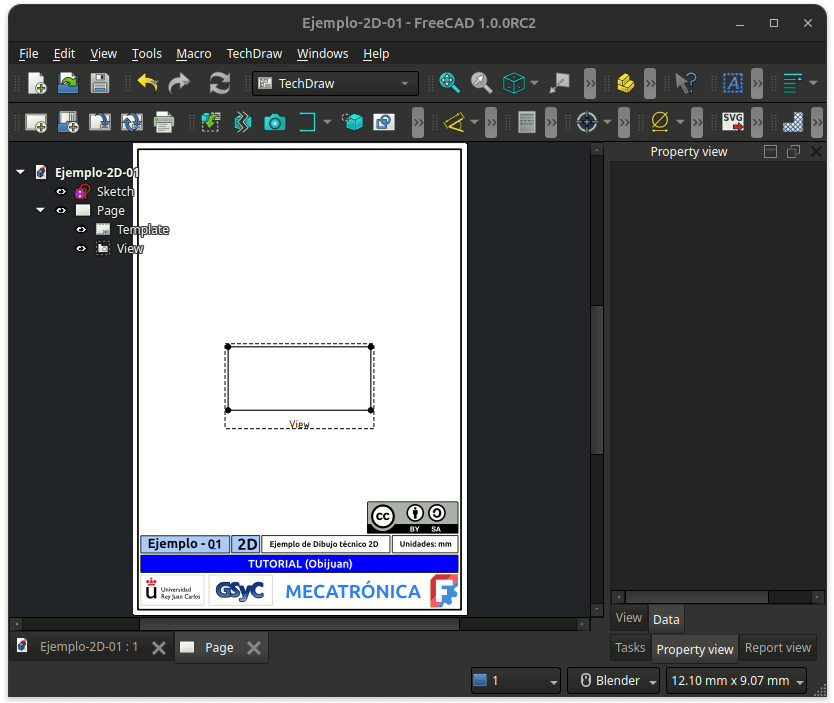 Ejemplo-2D-01 - FreeCAD 1.0.0RC2
File Edit View Tools Macro TechDraw Windows Help
TechDraw
SVG
Ejemplo-2D-01
Sketch
Page
Template
View
Property view
View
CC BY SA
Ejemplo - 01 2D Ejemplo de Dibujo técnico 2D Unidades: mm
TUTORIAL (Obijuan)
Universidad
Rey Juan Carlos
GSyC
MECATRÓNICA
View Data
Ejemplo-2D-01 : 1 Page
Tasks Property view Report view
1 Blender 12.10 mm x 9.07 mm